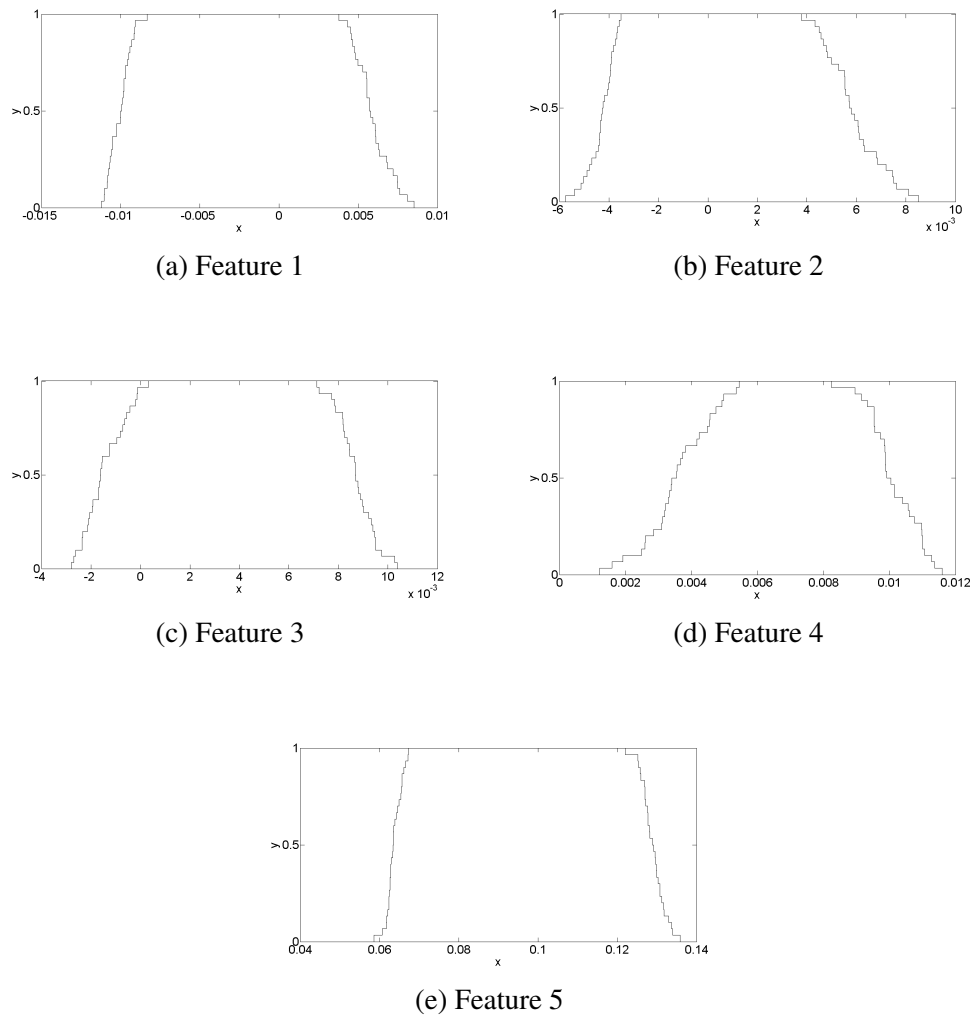 1
y 0.5
0
-0.015 -0.01 -0.005 0 0.005 0.01
x
(a) Feature 1
1
y 0.5
0
-6 -4 -2 0 2 4 6 8 10
x
x 10-3
(b) Feature 2
1
y 0.5
0
-4 -2 0 2 4 6 8 10 12
x
x 10-3
(c) Feature 3
1
y 0.5
0
0 0.002 0.004 0.006 0.008 0.01 0.012
x
(d) Feature 4
1
y 0.5
0
0.04 0.06 0.08 0.1 0.12 0.14
x
(e) Feature 5